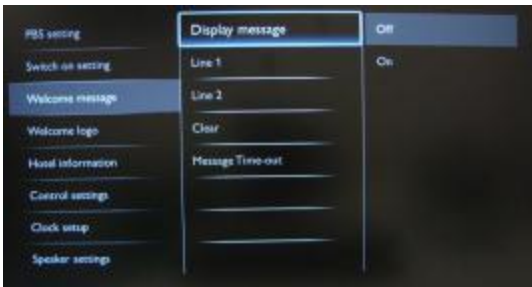 PBS setting
Switch on setting
Welcome message
Welcome logo
Hotel information
Control settings
Clock setup
Speaker settings
Display message
Line 1
Line 2
Clear
Message Time-out
Off
On